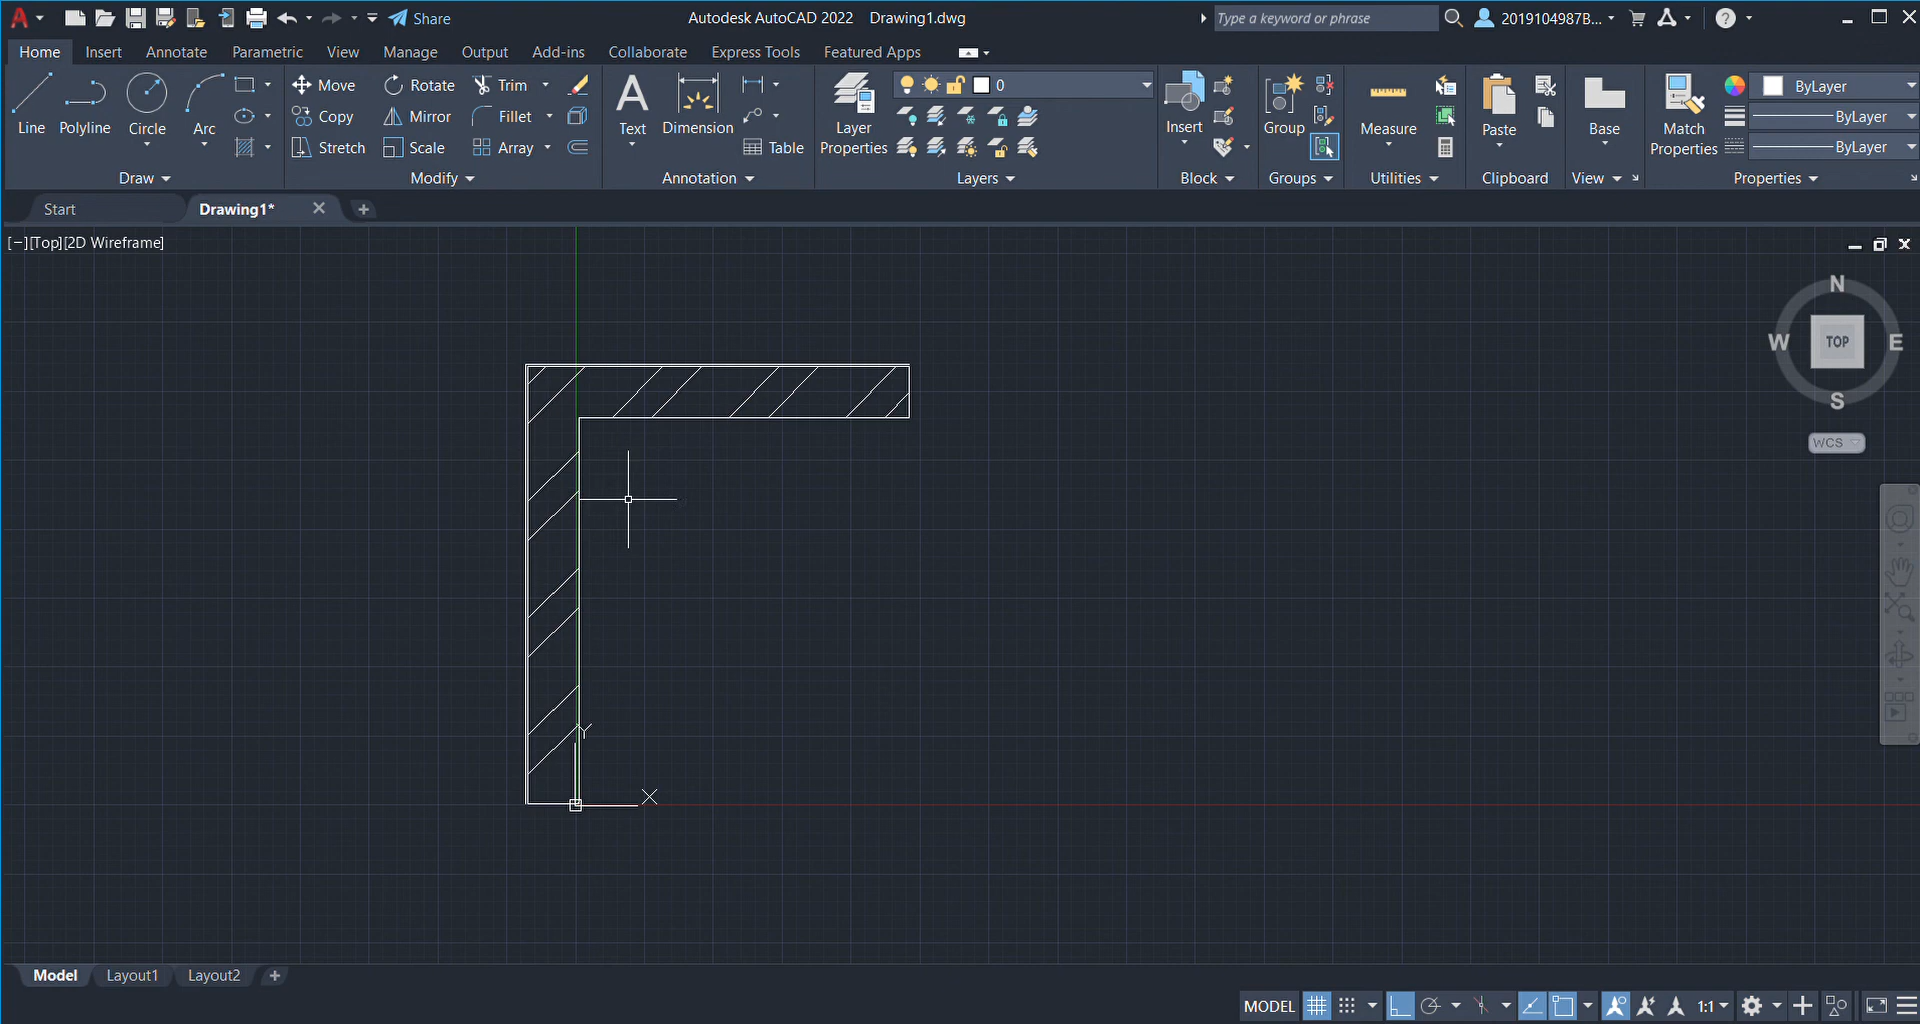 Share
Autodesk AutoCAD 2022 Drawing1.dwg
Type a keyword or phrase
2019104987B...
Home Insert Annotate Parametric View Manage Output Add-ins Collaborate Express Tools Featured Apps
Line Polyline Circle Arc
Draw
Move Rotate Trim
Copy Mirror Fillet
Stretch Scale Array
Modify
A
Text Dimension Table
Annotation
Layer
Properties
0
Layers
Insert
Block
Group
Groups
Measure
Utilities
Paste
Clipboard
Base
View
Match
Properties
ByLayer
ByLayer
ByLayer
Properties
Start Drawing1*
[−][Top][2D Wireframe]
N
W TOP E
S
WCS
Y
X
Model Layout1 Layout2
MODEL 1:1